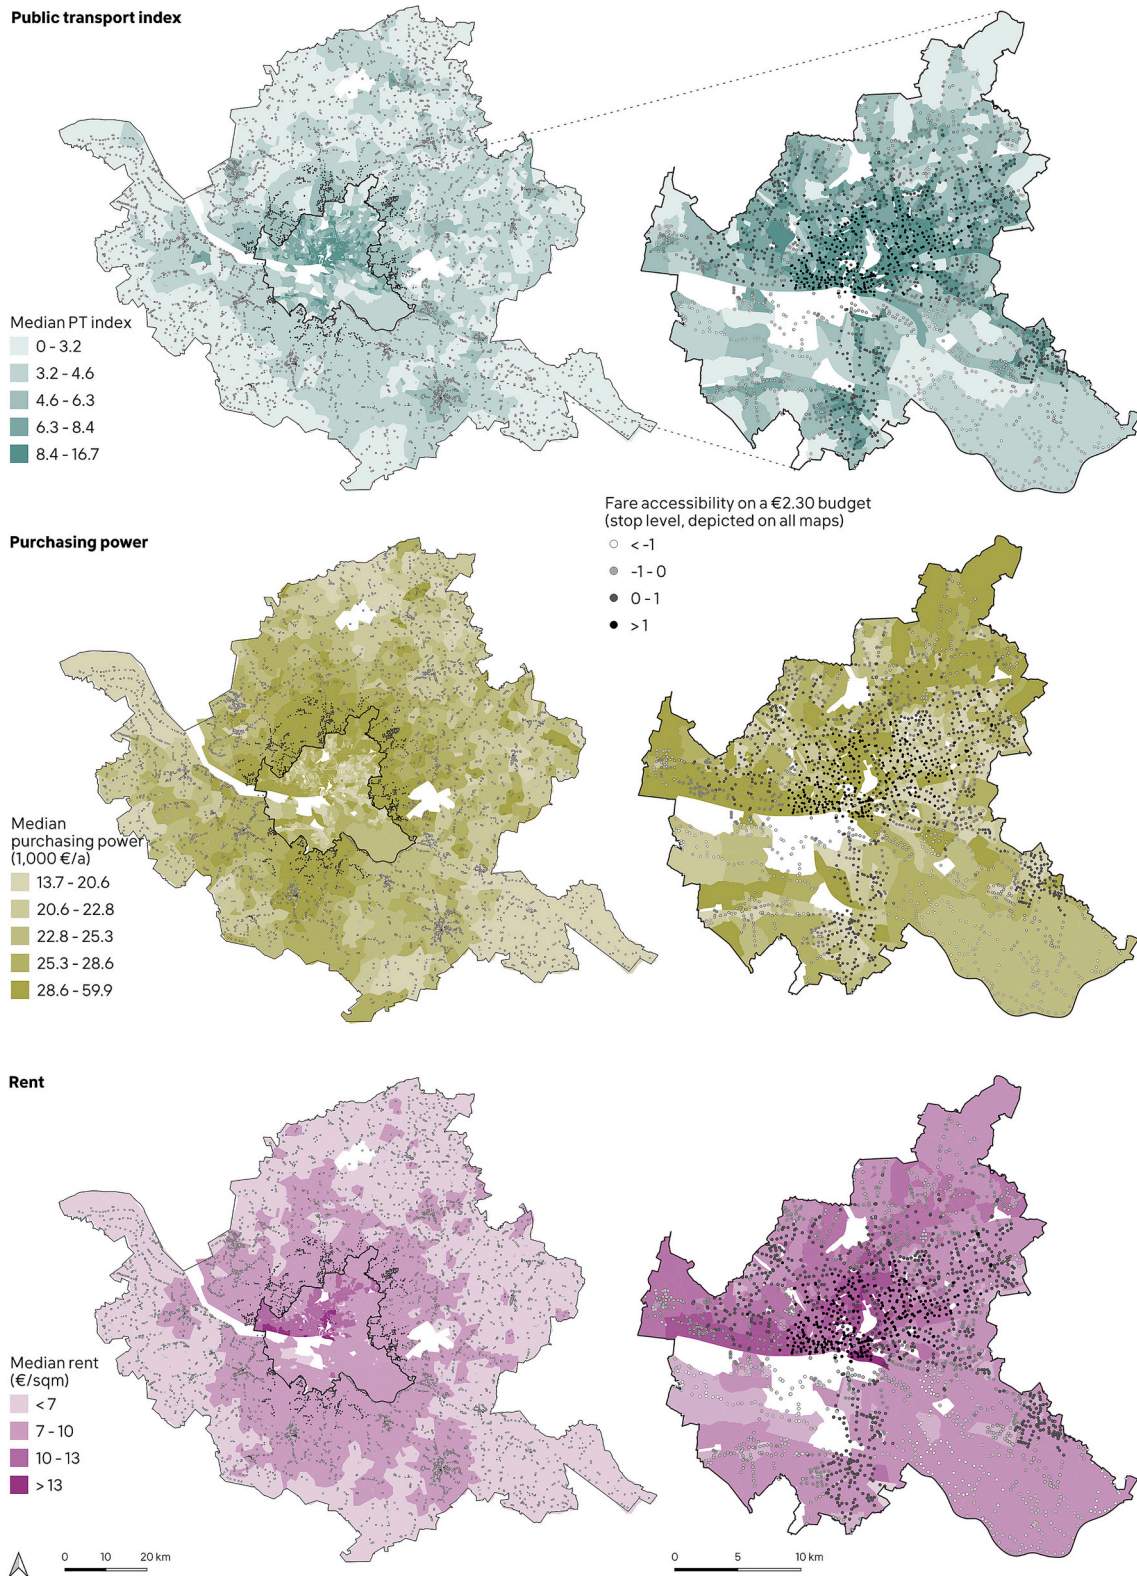 Public transport index
Median PT index
0 - 3.2
3.2 - 4.6
4.6 - 6.3
6.3 - 8.4
8.4 - 16.7
Fare accessibility on a €2.30 budget
(stop level, depicted on all maps)
< -1
-1 - 0
0 - 1
> 1
Purchasing power
Median
purchasing power
(1,000 €/a)
13.7 - 20.6
20.6 - 22.8
22.8 - 25.3
25.3 - 28.6
28.6 - 59.9
Rent
Median rent
(€/sqm)
< 7
7 - 10
10 - 13
> 13
0 10 20 km
0 5 10 km